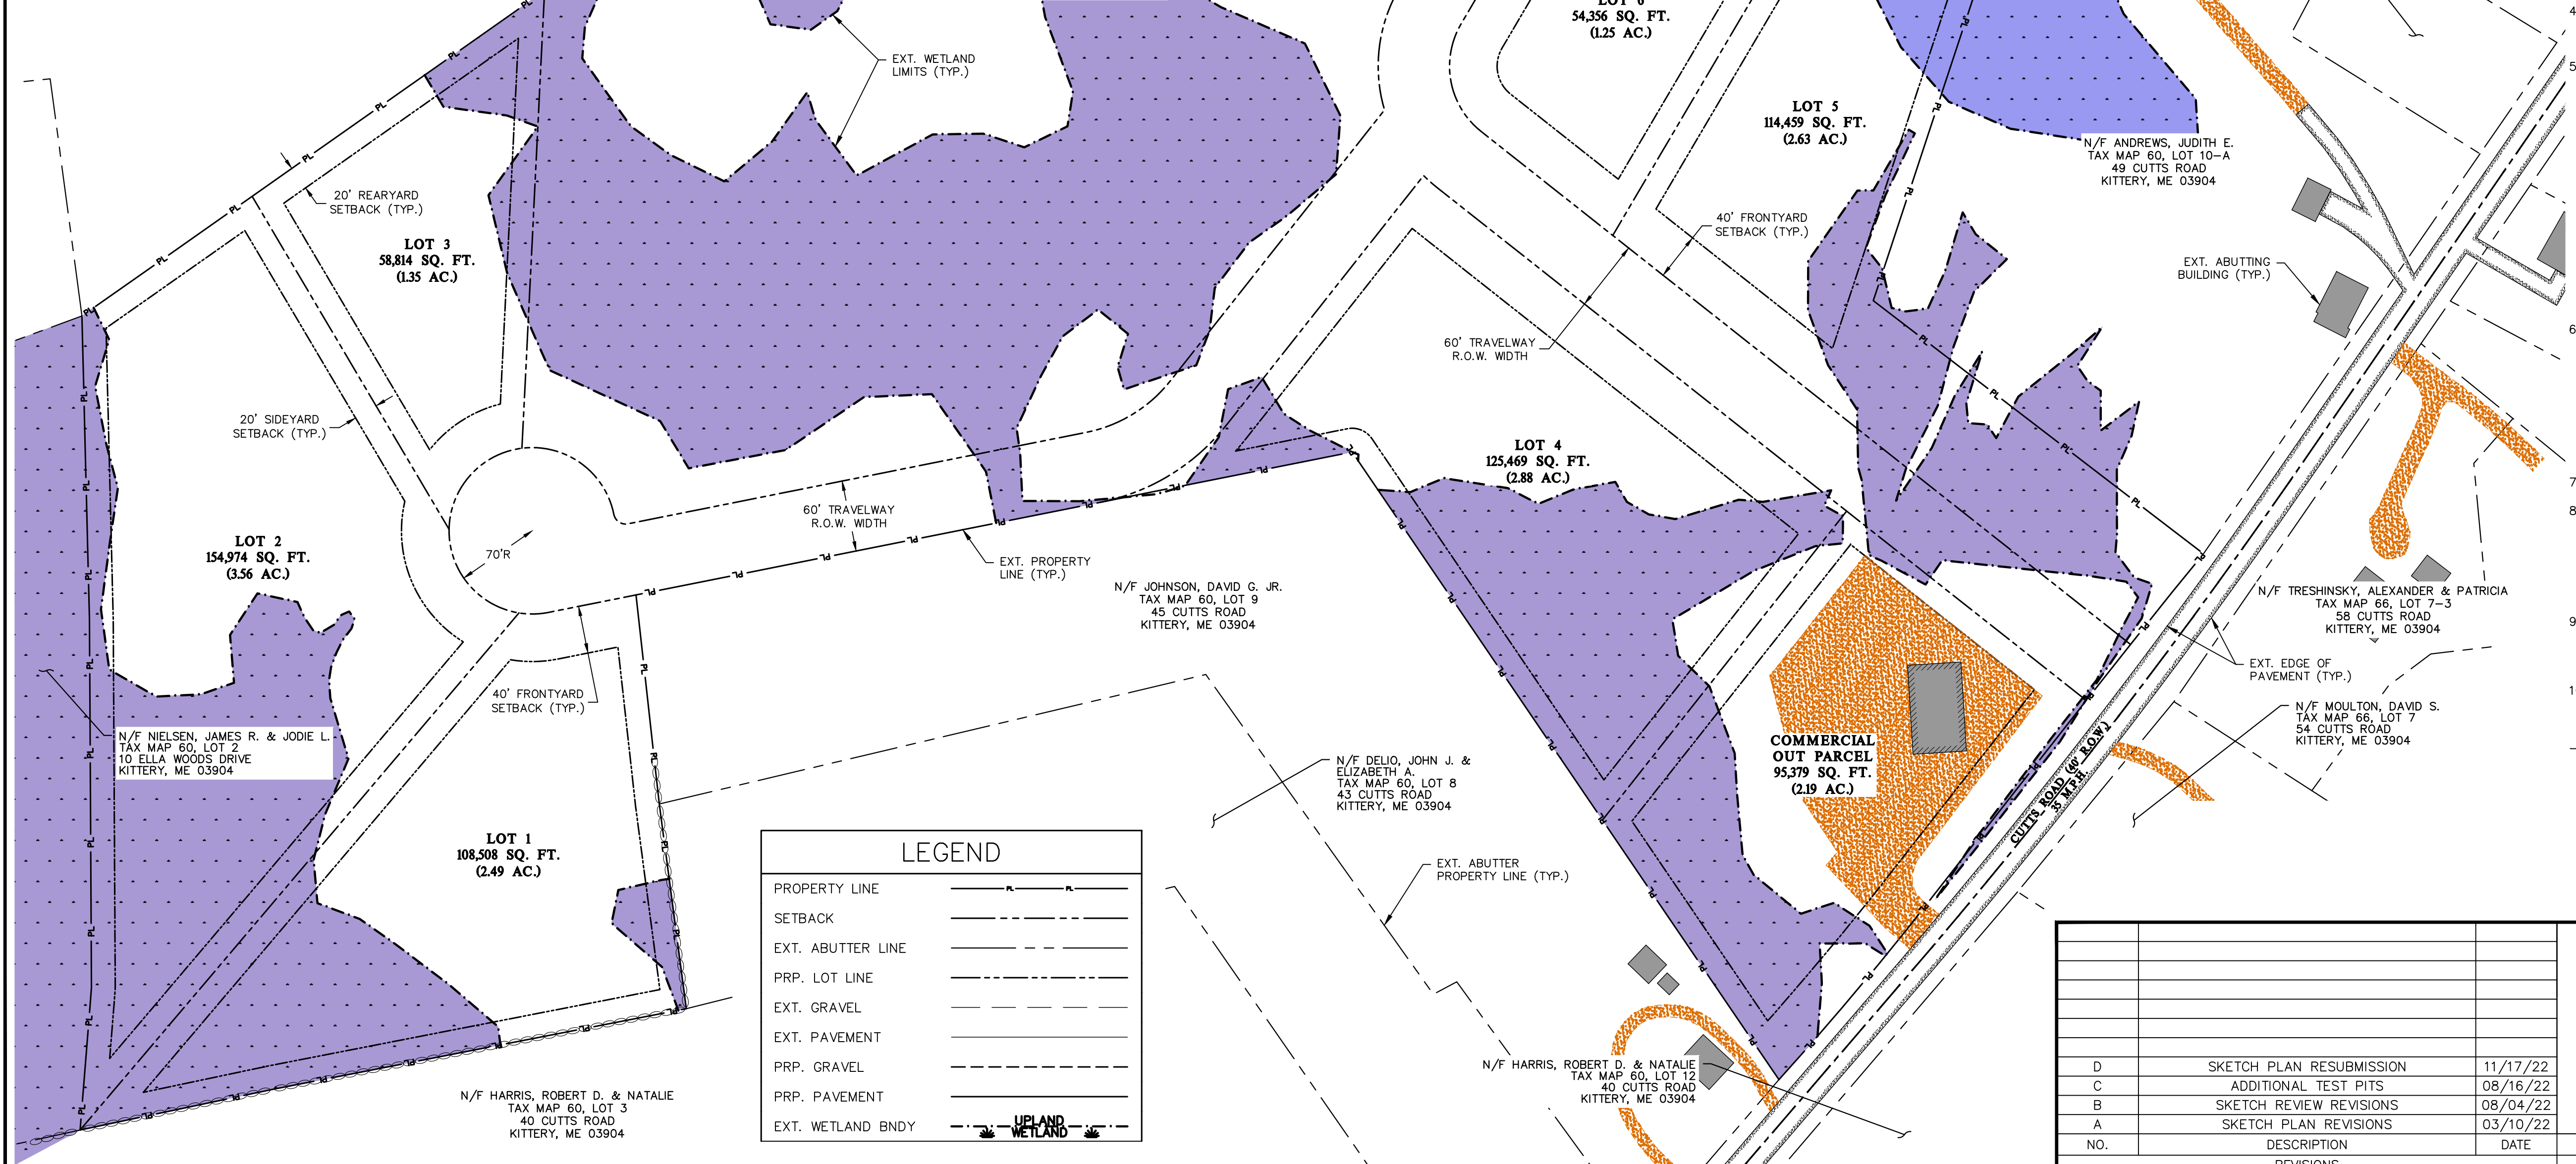 LOT 6
54,356 SQ. FT.
(1.25 AC.)
EXT. WETLAND
LIMITS (TYP.)
LOT 5
114,459 SQ. FT.
(2.63 AC.)
N/F ANDREWS, JUDITH E.
TAX MAP 60, LOT 10-A
49 CUTTS ROAD
KITTERY, ME 03904
20' REARYARD
SETBACK (TYP.)
LOT 3
58,814 SQ. FT.
(1.35 AC.)
40' FRONTYARD
SETBACK (TYP.)
EXT. ABUTTING
BUILDING (TYP.)
60' TRAVELWAY
R.O.W. WIDTH
20' SIDEYARD
SETBACK (TYP.)
LOT 4
125,469 SQ. FT.
(2.88 AC.)
60' TRAVELWAY
R.O.W. WIDTH
LOT 2
154,974 SQ. FT.
(3.56 AC.)
70'R
EXT. PROPERTY
LINE (TYP.)
N/F JOHNSON, DAVID G. JR.
TAX MAP 60, LOT 9
45 CUTTS ROAD
KITTERY, ME 03904
N/F TRESHINSKY, ALEXANDER & PATRICIA
TAX MAP 66, LOT 7-3
58 CUTTS ROAD
KITTERY, ME 03904
EXT. EDGE OF
PAVEMENT (TYP.)
40' FRONTYARD
SETBACK (TYP.)
N/F MOULTON, DAVID S.
TAX MAP 66, LOT 7
54 CUTTS ROAD
KITTERY, ME 03904
N/F NIELSEN, JAMES R. & JODIE L.
TAX MAP 60, LOT 2
10 ELLA WOODS DRIVE
KITTERY, ME 03904
COMMERCIAL
OUT PARCEL
95,379 SQ. FT.
(2.19 AC.)
CUTTS ROAD (40' R.O.W.)
35 M.P.H.
N/F DELIO, JOHN J. &
ELIZABETH A.
TAX MAP 60, LOT 8
43 CUTTS ROAD
KITTERY, ME 03904
LOT 1
108,508 SQ. FT.
(2.49 AC.)
EXT. ABUTTER
PROPERTY LINE (TYP.)
LEGEND
PROPERTY LINE PL PL
SETBACK
EXT. ABUTTER LINE
PRP. LOT LINE
EXT. GRAVEL
EXT. PAVEMENT
PRP. GRAVEL
PRP. PAVEMENT
EXT. WETLAND BNDY UPLAND
WETLAND
N/F HARRIS, ROBERT D. & NATALIE
TAX MAP 60, LOT 3
40 CUTTS ROAD
KITTERY, ME 03904
N/F HARRIS, ROBERT D. & NATALIE
TAX MAP 60, LOT 12
40 CUTTS ROAD
KITTERY, ME 03904
D SKETCH PLAN RESUBMISSION 11/17/22
C ADDITIONAL TEST PITS 08/16/22
B SKETCH REVIEW REVISIONS 08/04/22
A SKETCH PLAN REVISIONS 03/10/22
NO. DESCRIPTION DATE
REVISIONS